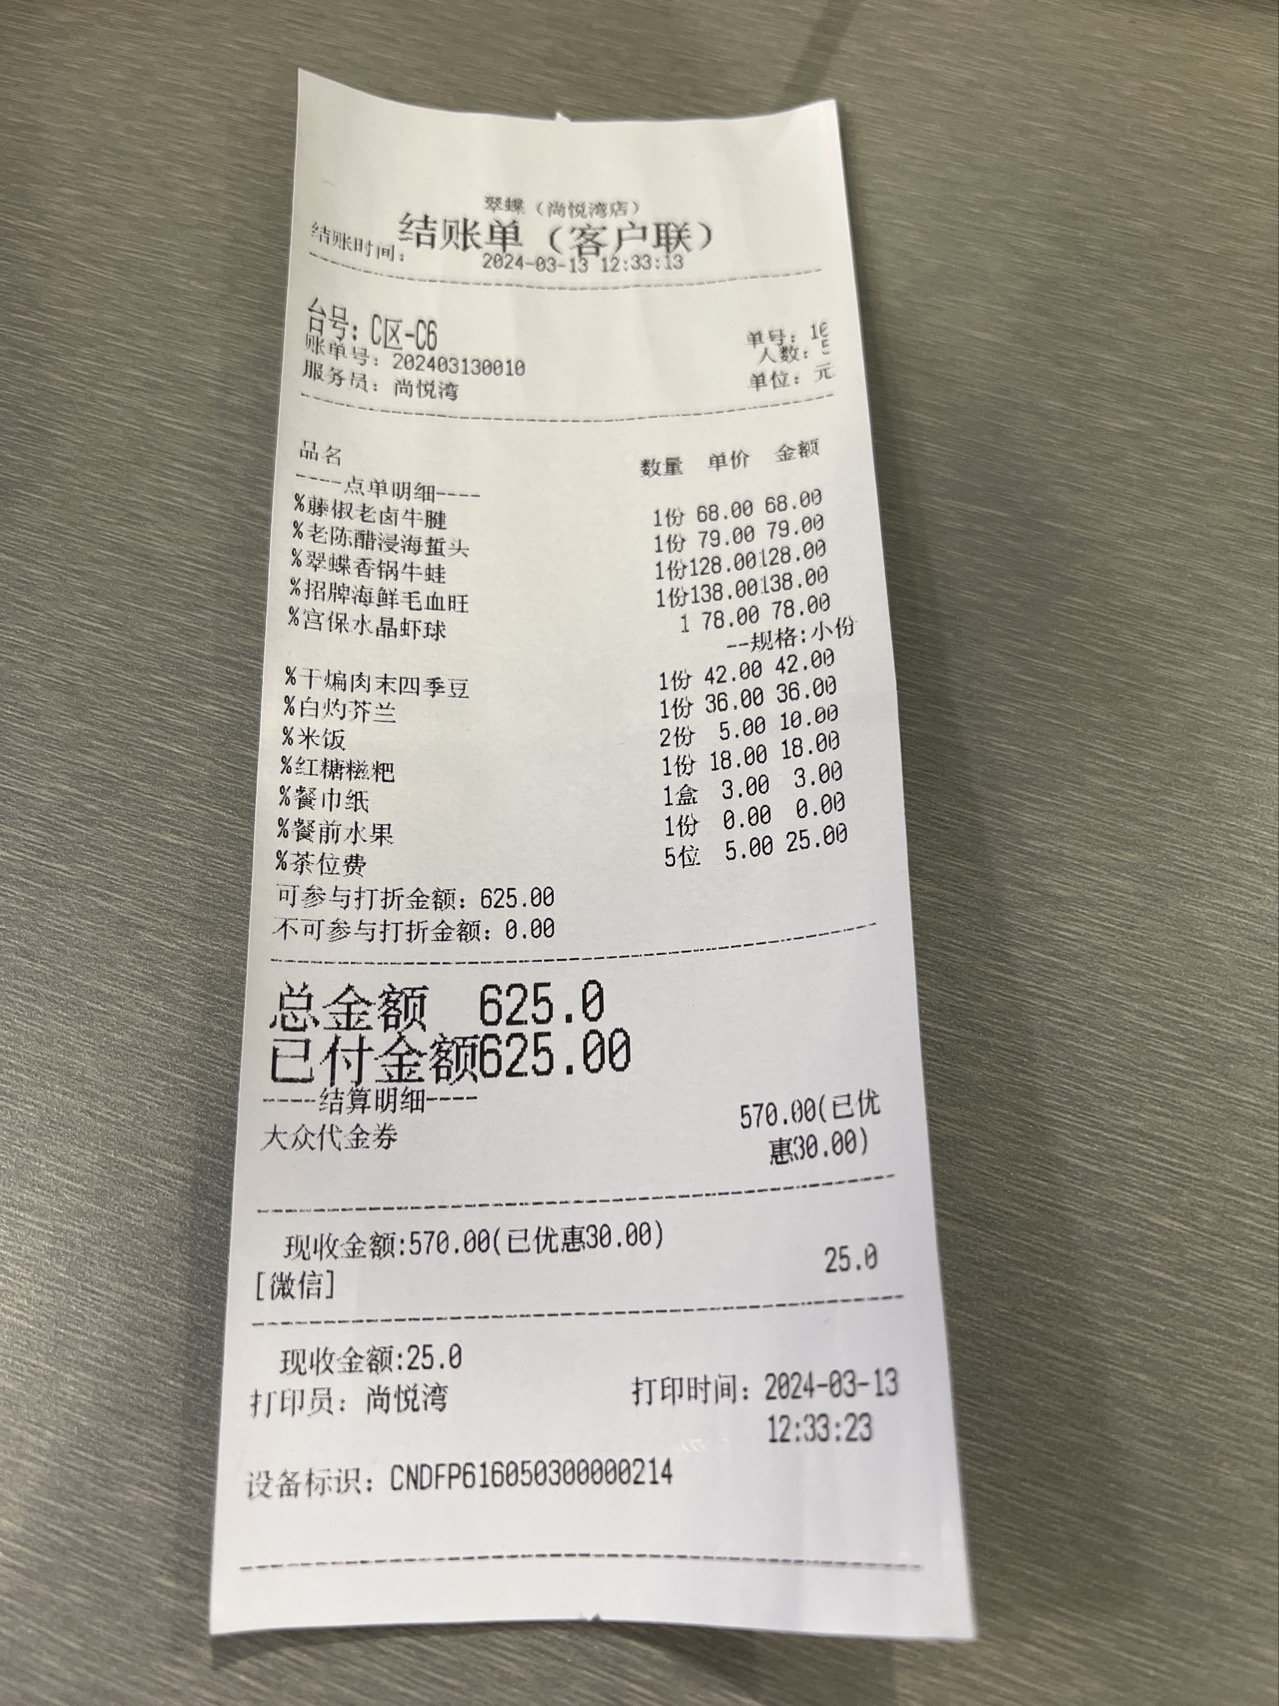 翠蝶（尚悦湾店）
结账单（客户联）
结账时间： 2024-03-13 12:33:13
台号：C区-C6 单号：
账单号：202403130010 人数：
服务员：尚悦湾 单位：元
品名 数量 单价 金额
----点单明细----
%藤椒老卤牛腱 1份 68.00 68.00
%老陈醋浸海蜇头 1份 79.00 79.00
%翠蝶香锅牛蛙 1份128.00128.00
%招牌海鲜毛血旺 1份138.00138.00
%宫保水晶虾球 1 78.00 78.00
--规格:小份
%干煸肉末四季豆 1份 42.00 42.00
%白灼芥兰 1份 36.00 36.00
%米饭 2份 5.00 10.00
%红糖糍粑 1份 18.00 18.00
%餐巾纸 1盒 3.00 3.00
%餐前水果 1份 0.00 0.00
%茶位费 5位 5.00 25.00
可参与打折金额：625.00
不可参与打折金额：0.00
总金额 625.0
已付金额625.00
----结算明细----
大众代金券 570.00(已优
惠30.00)
现收金额:570.00(已优惠30.00)
[微信] 25.0
现收金额:25.0
打印员：尚悦湾 打印时间：2024-03-13
12:33:23
设备标识：CNDFP616050300000214